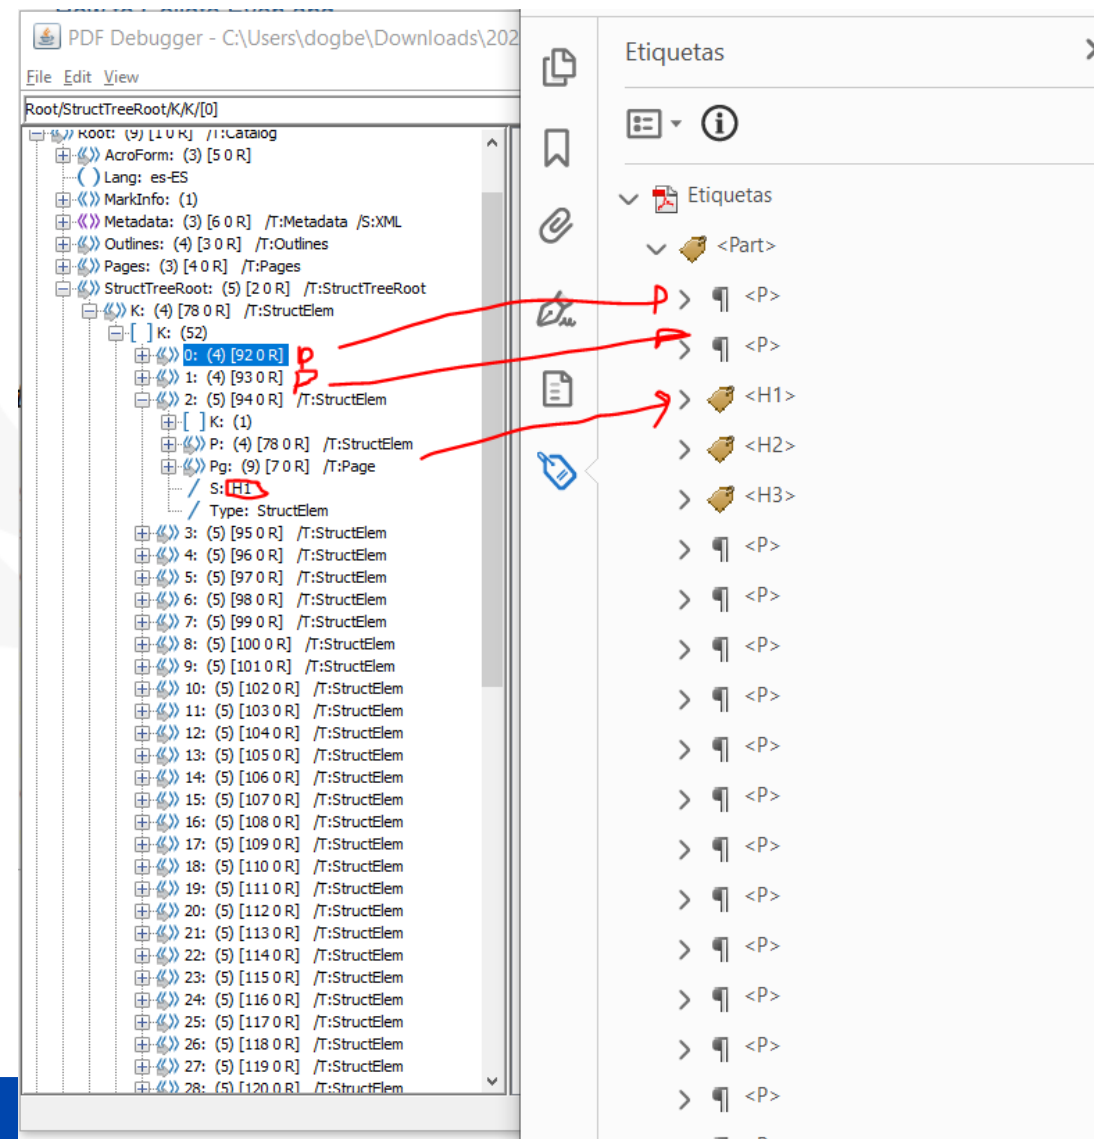 PDF Debugger - C:\Users\dogbe\Downloads\202
File Edit View
Root/StructTreeRoot/K/K/[0]
Root: (9) [1 0 R] /T:Catalog
AcroForm: (3) [5 0 R]
Lang: es-ES
MarkInfo: (1)
Metadata: (3) [6 0 R] /T:Metadata /S:XML
Outlines: (4) [3 0 R] /T:Outlines
Pages: (3) [4 0 R] /T:Pages
StructTreeRoot: (5) [2 0 R] /T:StructTreeRoot
K: (4) [78 0 R] /T:StructElem
K: (52)
0: (4) [92 0 R] P
1: (4) [93 0 R] P
2: (5) [94 0 R] /T:StructElem
K: (1)
P: (4) [78 0 R] /T:StructElem
Pg: (9) [7 0 R] /T:Page
S: H1
Type: StructElem
3: (5) [95 0 R] /T:StructElem
4: (5) [96 0 R] /T:StructElem
5: (5) [97 0 R] /T:StructElem
6: (5) [98 0 R] /T:StructElem
7: (5) [99 0 R] /T:StructElem
8: (5) [100 0 R] /T:StructElem
9: (5) [101 0 R] /T:StructElem
10: (5) [102 0 R] /T:StructElem
11: (5) [103 0 R] /T:StructElem
12: (5) [104 0 R] /T:StructElem
13: (5) [105 0 R] /T:StructElem
14: (5) [106 0 R] /T:StructElem
15: (5) [107 0 R] /T:StructElem
16: (5) [108 0 R] /T:StructElem
17: (5) [109 0 R] /T:StructElem
18: (5) [110 0 R] /T:StructElem
19: (5) [111 0 R] /T:StructElem
20: (5) [112 0 R] /T:StructElem
21: (5) [113 0 R] /T:StructElem
22: (5) [114 0 R] /T:StructElem
23: (5) [115 0 R] /T:StructElem
24: (5) [116 0 R] /T:StructElem
25: (5) [117 0 R] /T:StructElem
26: (5) [118 0 R] /T:StructElem
27: (5) [119 0 R] /T:StructElem
28: (5) [120 0 R] /T:StructElem
Etiquetas
Etiquetas
<Part>
P <P>
<P>
<H1>
<H2>
<H3>
<P>
<P>
<P>
<P>
<P>
<P>
<P>
<P>
<P>
<P>
<P>
<P>